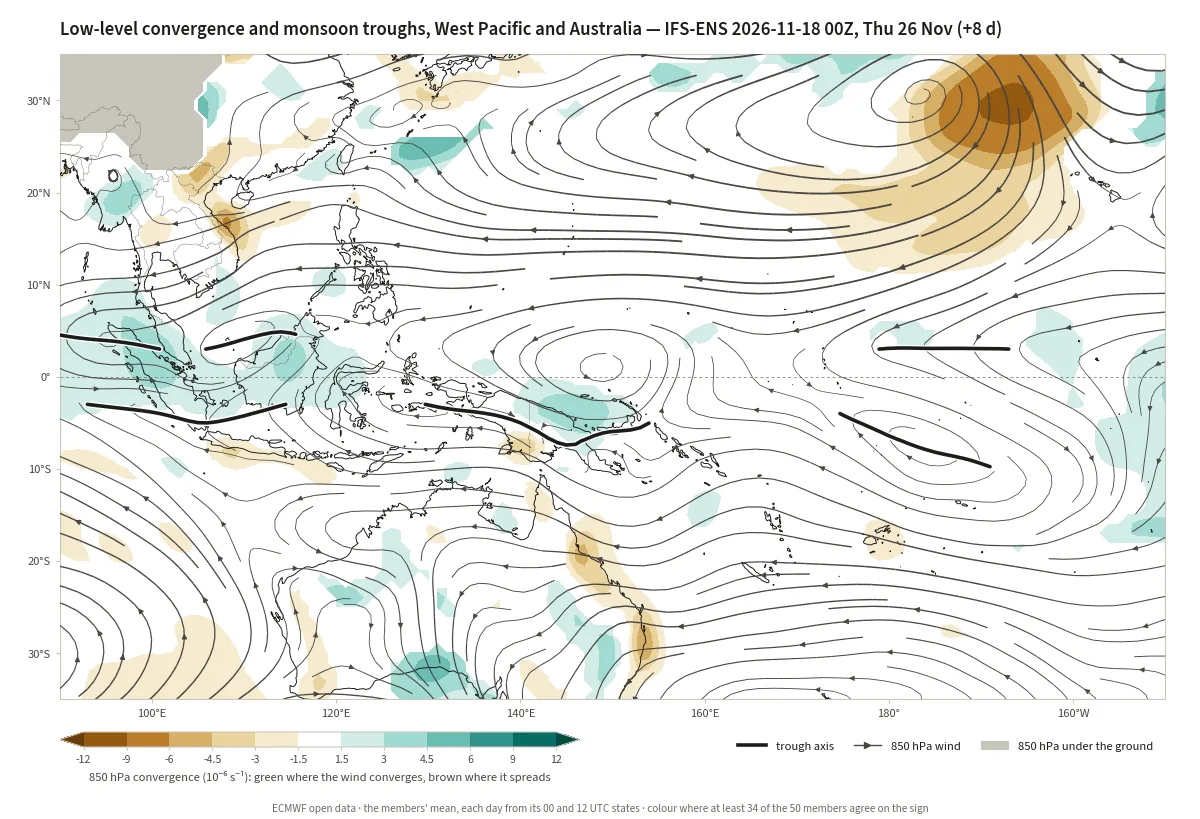 Low-level convergence and monsoon troughs, West Pacific and Australia — IFS-ENS 2026-11-18 00Z, Thu 26 Nov (+8 d)
30°N
20°N
10°N
0°
10°S
20°S
30°S
100°E 120°E 140°E 160°E 180° 160°W
-12 -9 -6 -4.5 -3 -1.5 1.5 3 4.5 6 9 12
850 hPa convergence (10⁻⁶ s⁻¹): green where the wind converges, brown where it spreads
trough axis 850 hPa wind 850 hPa under the ground
ECMWF open data · the members' mean, each day from its 00 and 12 UTC states · colour where at least 34 of the 50 members agree on the sign